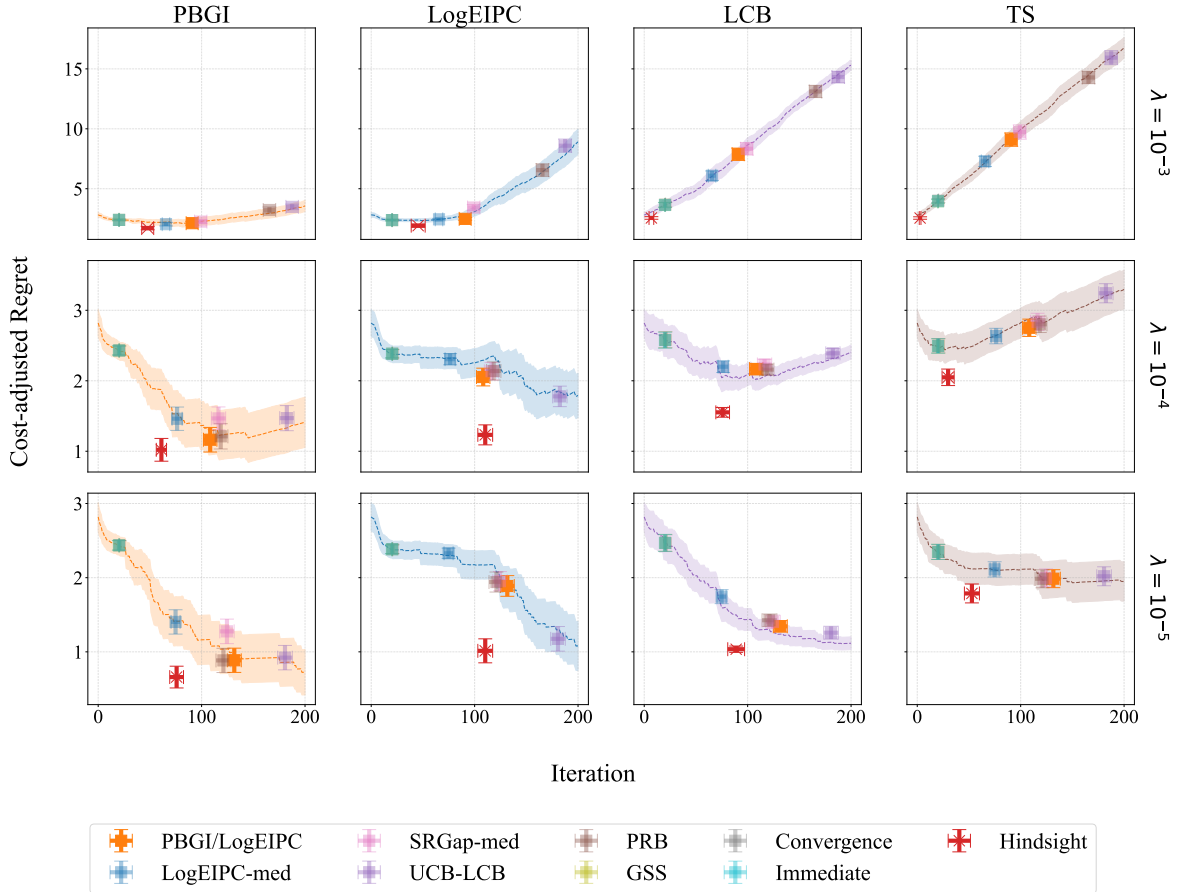 PBGI LogEIPC LCB TS
15
10
5
λ = 10⁻³
Cost-adjusted Regret
3
2
1
λ = 10⁻⁴
3
2
1
λ = 10⁻⁵
0 100 200 0 100 200 0 100 200 0 100 200
Iteration
PBGI/LogEIPC SRGap-med PRB Convergence Hindsight
LogEIPC-med UCB-LCB GSS Immediate